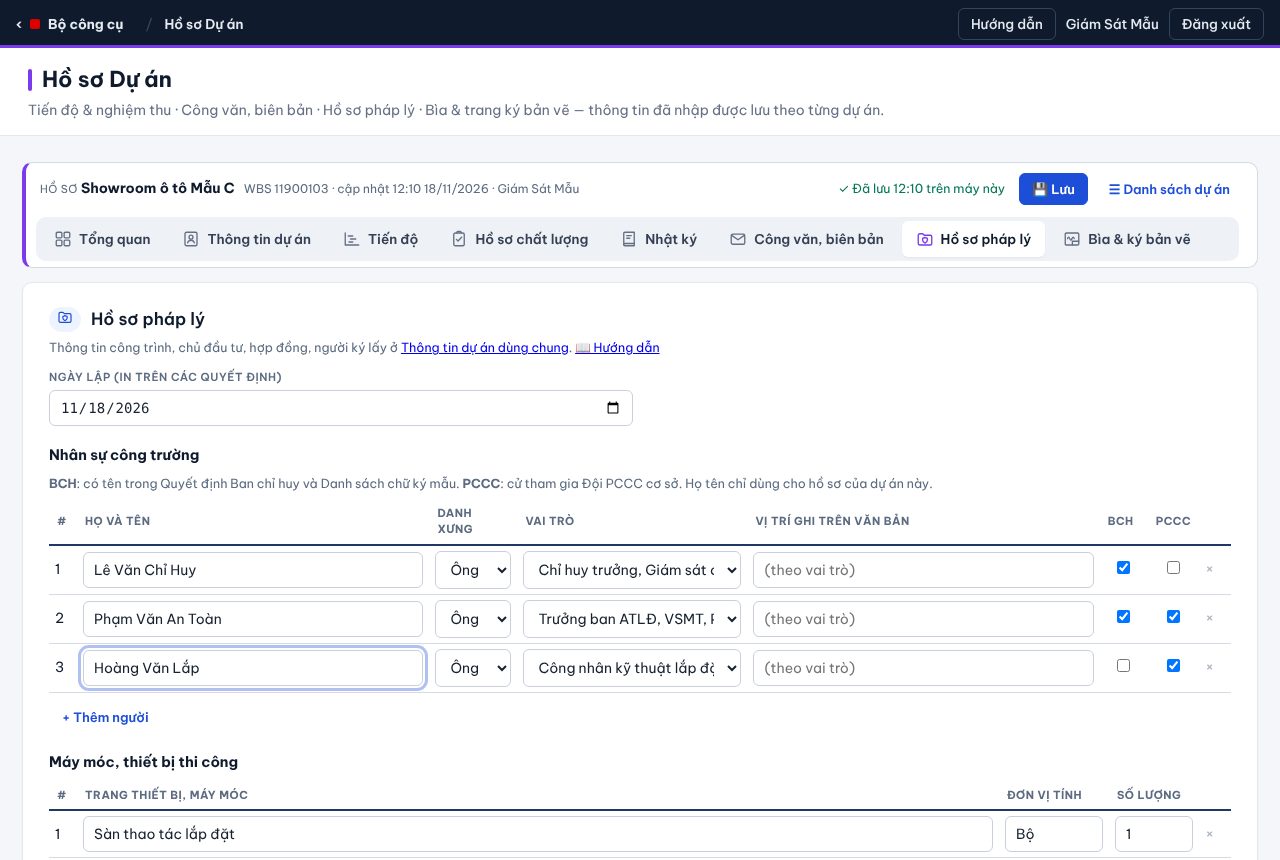 ‹ Bộ công cụ / Hồ sơ Dự án Hướng dẫn Giám Sát Mẫu Đăng xuất
Hồ sơ Dự án
Tiến độ & nghiệm thu · Công văn, biên bản · Hồ sơ pháp lý · Bìa & trang ký bản vẽ — thông tin đã nhập được lưu theo từng dự án.
HỒ SƠ Showroom ô tô Mẫu C WBS 11900103 · cập nhật 12:10 18/11/2026 · Giám Sát Mẫu ✓ Đã lưu 12:10 trên máy này 💾 Lưu ☰ Danh sách dự án
Tổng quan Thông tin dự án Tiến độ Hồ sơ chất lượng Nhật ký Công văn, biên bản Hồ sơ pháp lý Bìa & ký bản vẽ
Hồ sơ pháp lý
Thông tin công trình, chủ đầu tư, hợp đồng, người ký lấy ở Thông tin dự án dùng chung. 📖 Hướng dẫn
NGÀY LẬP (IN TRÊN CÁC QUYẾT ĐỊNH)
11/18/2026
Nhân sự công trường
BCH: có tên trong Quyết định Ban chỉ huy và Danh sách chữ ký mẫu. PCCC: cử tham gia Đội PCCC cơ sở. Họ tên chỉ dùng cho hồ sơ của dự án này.
# HỌ VÀ TÊN DANH XƯNG VAI TRÒ VỊ TRÍ GHI TRÊN VĂN BẢN BCH PCCC
1 Lê Văn Chỉ Huy Ông Chỉ huy trưởng, Giám sát (theo vai trò) ×
2 Phạm Văn An Toàn Ông Trưởng ban ATLĐ, VSMT, (theo vai trò) ×
3 Hoàng Văn Lắp Ông Công nhân kỹ thuật lắp (theo vai trò) ×
+ Thêm người
Máy móc, thiết bị thi công
# TRANG THIẾT BỊ, MÁY MÓC ĐƠN VỊ TÍNH SỐ LƯỢNG
1 Sàn thao tác lắp đặt Bộ 1 ×